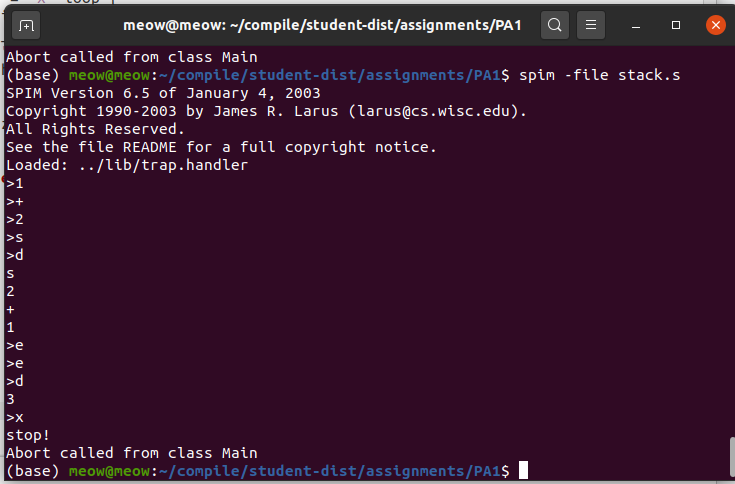 meow@meow: ~/compile/student-dist/assignments/PA1
Abort called from class Main
(base) meow@meow:~/compile/student-dist/assignments/PA1$ spim -file stack.s
SPIM Version 6.5 of January 4, 2003
Copyright 1990-2003 by James R. Larus (larus@cs.wisc.edu).
All Rights Reserved.
See the file README for a full copyright notice.
Loaded: ../lib/trap.handler
>1
>+
>2
>s
>d
s
2
+
1
>e
>e
>d
3
>x
stop!
Abort called from class Main
(base) meow@meow:~/compile/student-dist/assignments/PA1$